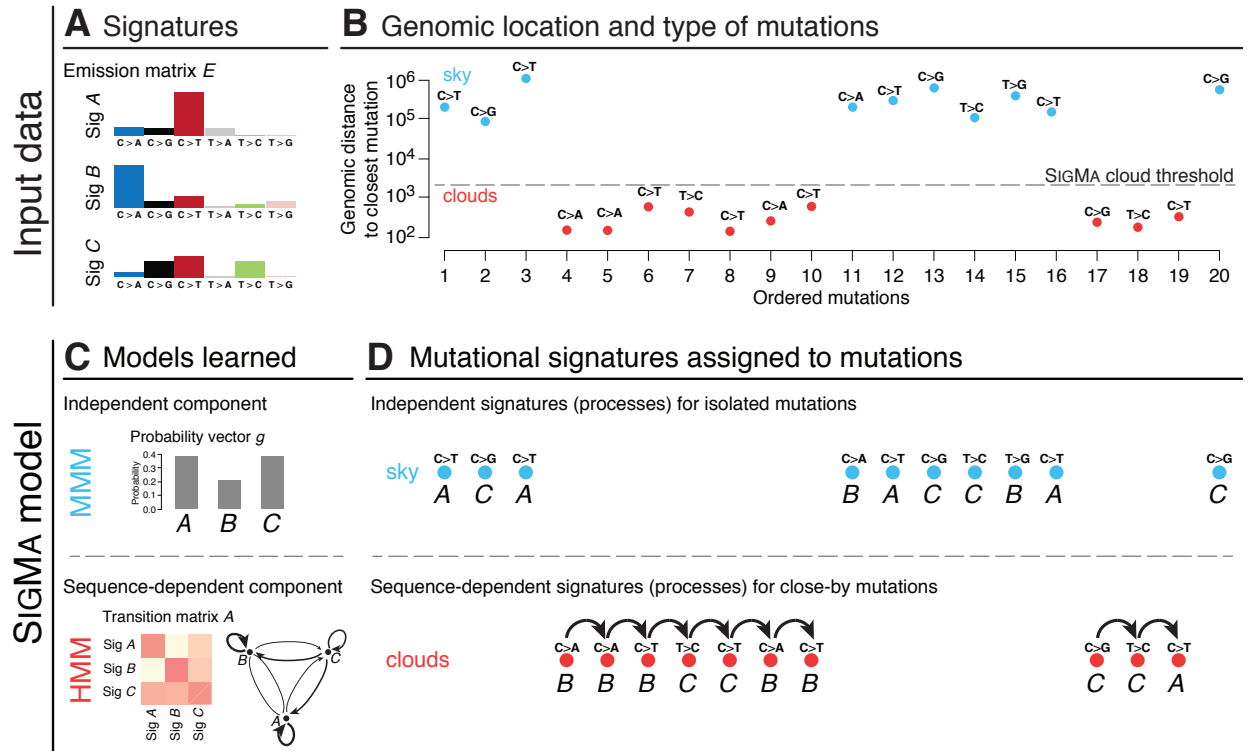 Input data
A Signatures
Emission matrix E
Sig A
C>A C>G C>T T>A T>C T>G
Sig B
C>A C>G C>T T>A T>C T>G
Sig C
C>A C>G C>T T>A T>C T>G
B Genomic location and type of mutations
Genomic distance
to closest mutation
10^6
10^5
10^4
10^3
10^2
sky
C>T C>G C>T C>A C>T C>G T>C T>G C>T C>G
SIGMA cloud threshold
clouds
C>A C>A C>T T>C C>T C>A C>T C>G T>C C>T
1 2 3 4 5 6 7 8 9 10 11 12 13 14 15 16 17 18 19 20
Ordered mutations
SIGMA model
C Models learned
Independent component
MMM
Probability vector g
Probability
0.4
0.3
0.2
0.1
0.0
A B C
Sequence-dependent component
HMM
Transition matrix A
Sig A
Sig B
Sig C
Sig A Sig B Sig C
B C
A
D Mutational signatures assigned to mutations
Independent signatures (processes) for isolated mutations
sky
C>T C>G C>T C>A C>T C>G T>C T>G C>T C>G
A C A B A C C B A C
Sequence-dependent signatures (processes) for close-by mutations
clouds
C>A C>A C>T T>C C>T C>A C>T C>G T>C C>T
B B B C C B B C C A